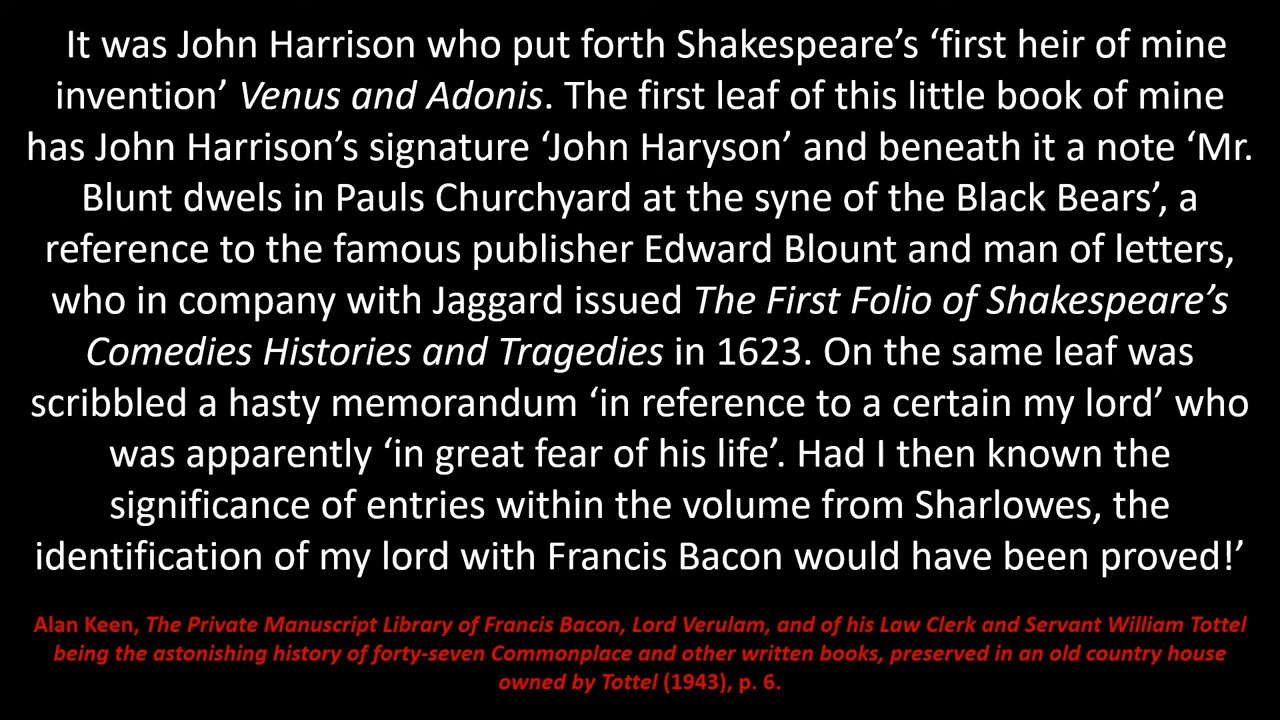 It was John Harrison who put forth Shakespeare’s ‘first heir of mine
invention’ Venus and Adonis. The first leaf of this little book of mine
has John Harrison’s signature ‘John Haryson’ and beneath it a note ‘Mr.
Blunt dwels in Pauls Churchyard at the syne of the Black Bears’, a
reference to the famous publisher Edward Blount and man of letters,
who in company with Jaggard issued The First Folio of Shakespeare’s
Comedies Histories and Tragedies in 1623. On the same leaf was
scribbled a hasty memorandum ‘in reference to a certain my lord’ who
was apparently ‘in great fear of his life’. Had I then known the
significance of entries within the volume from Sharlowes, the
identification of my lord with Francis Bacon would have been proved!’
Alan Keen, The Private Manuscript Library of Francis Bacon, Lord Verulam, and of his Law Clerk and Servant William Tottel
being the astonishing history of forty-seven Commonplace and other written books, preserved in an old country house
owned by Tottel (1943), p. 6.